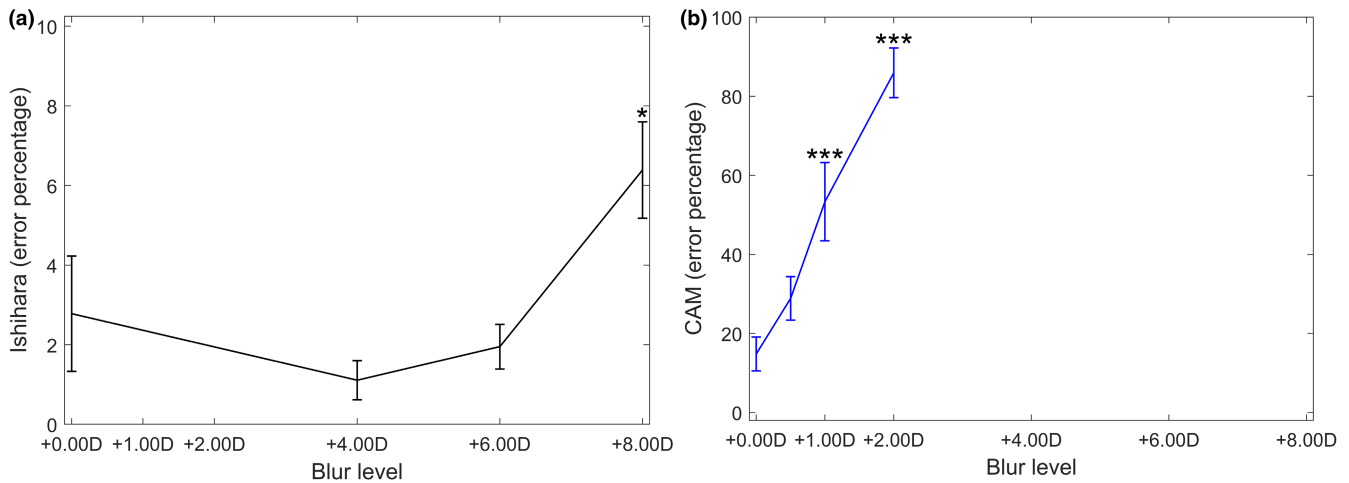 (a)
10
8
6
4
2
0
Ishihara (error percentage)
*
+0.00D +1.00D +2.00D +4.00D +6.00D +8.00D
Blur level
(b)
100
80
60
40
20
0
CAM (error percentage)
***
***
+0.00D +1.00D +2.00D +4.00D +6.00D +8.00D
Blur level